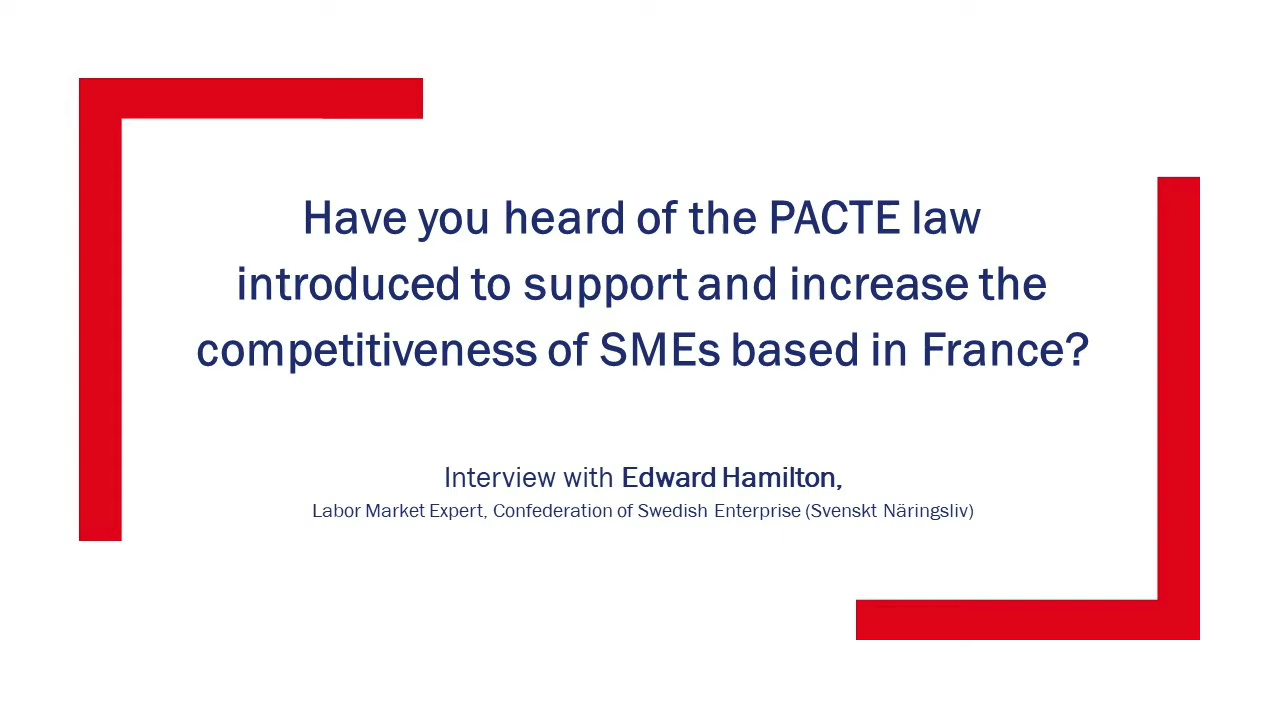 Have you heard of the PACTE law
introduced to support and increase the
competitiveness of SMEs based in France?
Interview with Edward Hamilton,
Labor Market Expert, Confederation of Swedish Enterprise (Svenskt Näringsliv)